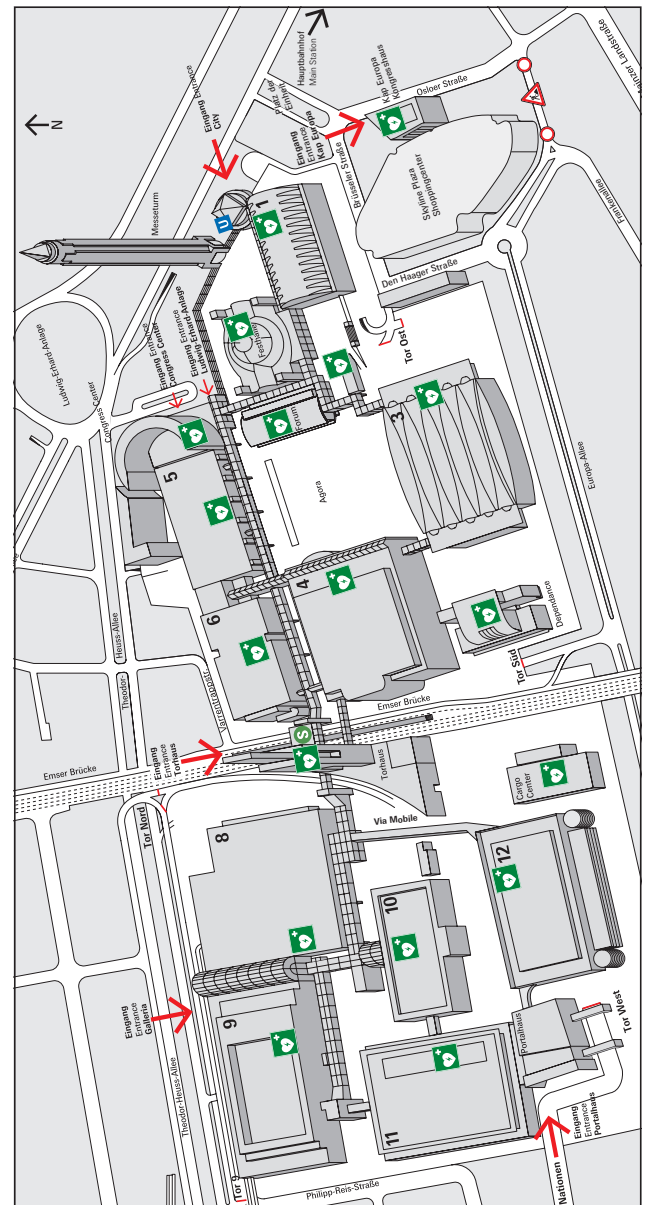 N
Hauptbahnhof
Main Station
Mainzer Landstraße
Platz der
Einheit
Eingang Entrance
City
Eingang
Entrance
Kap Europa
Kap Europa
Kongresshaus
Osloer Straße
Brüsseler Straße
Skyline Plaza
Shoppingcenter
Frankenallee
Den Haager Straße
Europa-Allee
Messeturm
U
1
Festhalle
Tor Ost
Ludwig-Erhard-Anlage
Eingang Entrance
Congress Center
Eingang Entrance
Ludwig-Erhard-Anlage
Congress Center
Forum
Agora
3
5
4
6
Dependance
Tor Süd
Heuss-Allee
Theodor-
Varrentrappstr.
Emser Brücke
Emser Brücke
Eingang
Entrance
Torhaus
S
Torhaus
Tor Nord
Via Mobile
Cargo
Center
8
10
12
9
11
Eingang
Entrance
Galleria
Theodor-Heuss-Allee
Portalhaus
Tor West
Eingang
Entrance
Portalhaus
Nationen
Philipp-Reis-Straße
Tor 9